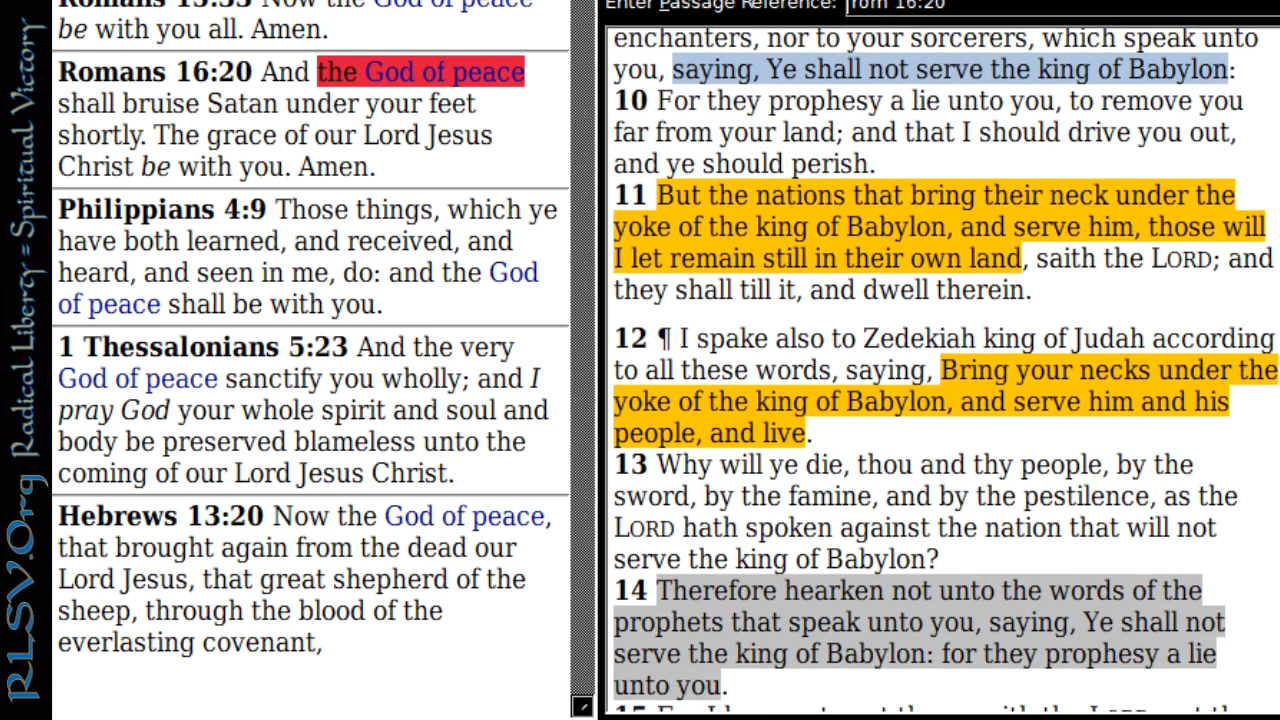 RLSV.Org Radical Liberty = Spiritual Victory
Romans 15:33 Now the God of peace
be with you all. Amen.
Romans 16:20 And the God of peace
shall bruise Satan under your feet
shortly. The grace of our Lord Jesus
Christ be with you. Amen.
Philippians 4:9 Those things, which ye
have both learned, and received, and
heard, and seen in me, do: and the God
of peace shall be with you.
1 Thessalonians 5:23 And the very
God of peace sanctify you wholly; and I
pray God your whole spirit and soul and
body be preserved blameless unto the
coming of our Lord Jesus Christ.
Hebrews 13:20 Now the God of peace,
that brought again from the dead our
Lord Jesus, that great shepherd of the
sheep, through the blood of the
everlasting covenant,
Enter Passage Reference: rom 16:20
enchanters, nor to your sorcerers, which speak unto
you, saying, Ye shall not serve the king of Babylon:
10 For they prophesy a lie unto you, to remove you
far from your land; and that I should drive you out,
and ye should perish.
11 But the nations that bring their neck under the
yoke of the king of Babylon, and serve him, those will
I let remain still in their own land, saith the LORD; and
they shall till it, and dwell therein.
12 ¶ I spake also to Zedekiah king of Judah according
to all these words, saying, Bring your necks under the
yoke of the king of Babylon, and serve him and his
people, and live.
13 Why will ye die, thou and thy people, by the
sword, by the famine, and by the pestilence, as the
LORD hath spoken against the nation that will not
serve the king of Babylon?
14 Therefore hearken not unto the words of the
prophets that speak unto you, saying, Ye shall not
serve the king of Babylon: for they prophesy a lie
unto you.